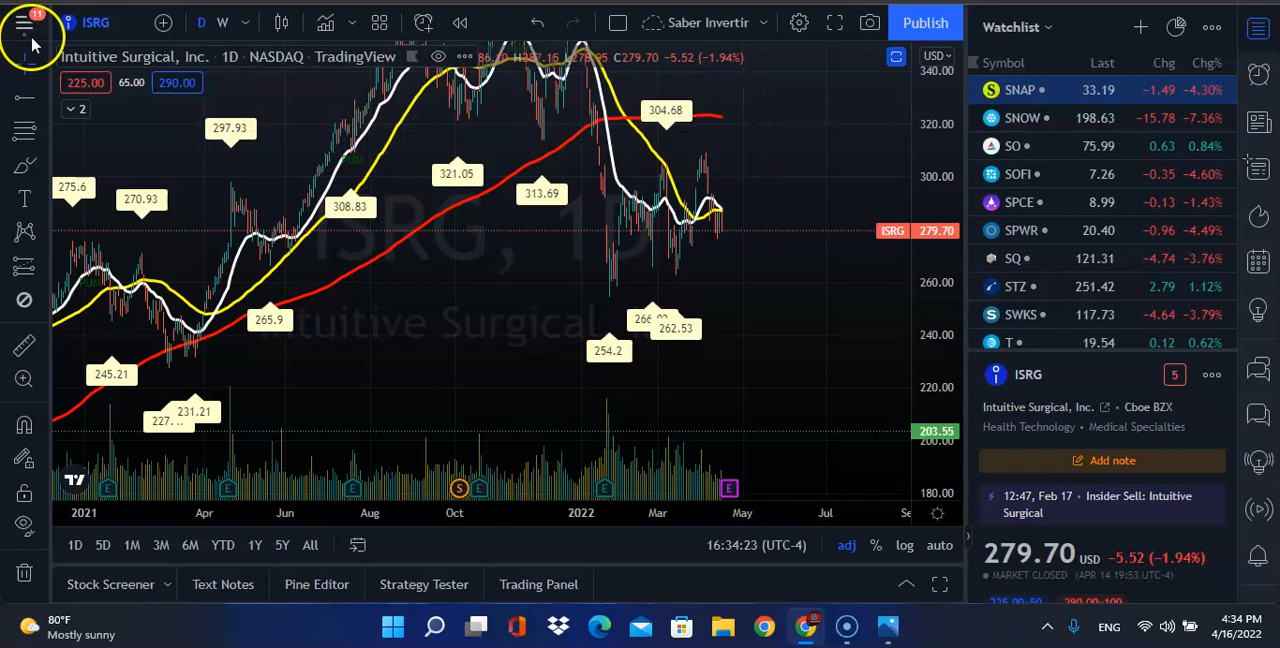 11
ISRG
D W
Saber Invertir
Publish
Intuitive Surgical, Inc. · 1D · NASDAQ · TradingView
279.70 −5.52 (−1.94%)
USD
225.00 65.00 290.00
2
340.00
320.00
300.00
ISRG 279.70
260.00
240.00
220.00
203.55
200.00
180.00
275.6
270.93
297.93
308.83
321.05
313.69
304.68
265.9
262.53
254.2
245.21
231.21
ISRG, 1D
Intuitive Surgical
E E E S E E E
2021 Apr Jun Aug Oct 2022 Mar May Jul
1D 5D 1M 3M 6M YTD 1Y 5Y All
16:34:23 (UTC-4) adj % log auto
Stock Screener Text Notes Pine Editor Strategy Tester Trading Panel
Watchlist
Symbol Last Chg Chg%
SNAP 33.19 −1.49 −4.30%
SNOW 198.63 −15.78 −7.36%
SO 75.99 0.63 0.84%
SOFI 7.26 −0.35 −4.60%
SPCE 8.99 −0.13 −1.43%
SPWR 20.40 −0.96 −4.49%
SQ 121.31 −4.74 −3.76%
STZ 251.42 2.79 1.12%
SWKS 117.73 −4.64 −3.79%
T 19.54 0.12 0.62%
ISRG 5
Intuitive Surgical, Inc. · Cboe BZX
Health Technology · Medical Specialties
Add note
12:47, Feb 17 · Insider Sell: Intuitive
Surgical
279.70 USD −5.52 (−1.94%)
MARKET CLOSED (APR 14 19:53 UTC-4)
225.00×50 290.00×100
80°F
Mostly sunny
ENG
4:34 PM
4/16/2022